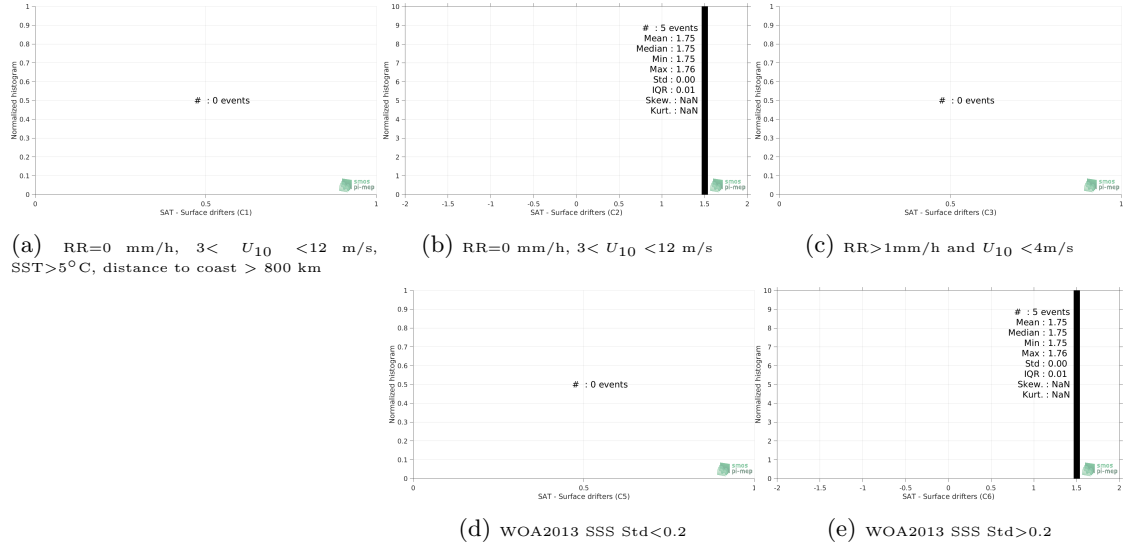 1
0.9
0.8
0.7
0.6
0.5
0.4
0.3
0.2
0.1
0
Normalized histogram
# : 0 events
smos
pi-mep
0 0.5 1
SAT - Surface drifters (C1)
10
9
8
7
6
5
4
3
2
1
0
Normalized histogram
# : 5 events
Mean : 1.75
Median : 1.75
Min : 1.75
Max : 1.76
Std : 0.00
IQR : 0.01
Skew. : NaN
Kurt. : NaN
smos
pi-mep
-2 -1.5 -1 -0.5 0 0.5 1 1.5 2
SAT - Surface drifters (C2)
1
0.9
0.8
0.7
0.6
0.5
0.4
0.3
0.2
0.1
0
Normalized histogram
# : 0 events
smos
pi-mep
0 0.5 1
SAT - Surface drifters (C3)
(a) RR=0 mm/h, 3< U10 <12 m/s,
SST>5°C, distance to coast > 800 km
(b) RR=0 mm/h, 3< U10 <12 m/s
(c) RR>1mm/h and U10 <4m/s
1
0.9
0.8
0.7
0.6
0.5
0.4
0.3
0.2
0.1
0
Normalized histogram
# : 0 events
smos
pi-mep
0 0.5 1
SAT - Surface drifters (C5)
10
9
8
7
6
5
4
3
2
1
0
Normalized histogram
# : 5 events
Mean : 1.75
Median : 1.75
Min : 1.75
Max : 1.76
Std : 0.00
IQR : 0.01
Skew. : NaN
Kurt. : NaN
smos
pi-mep
-2 -1.5 -1 -0.5 0 0.5 1 1.5 2
SAT - Surface drifters (C6)
(d) WOA2013 SSS Std<0.2
(e) WOA2013 SSS Std>0.2